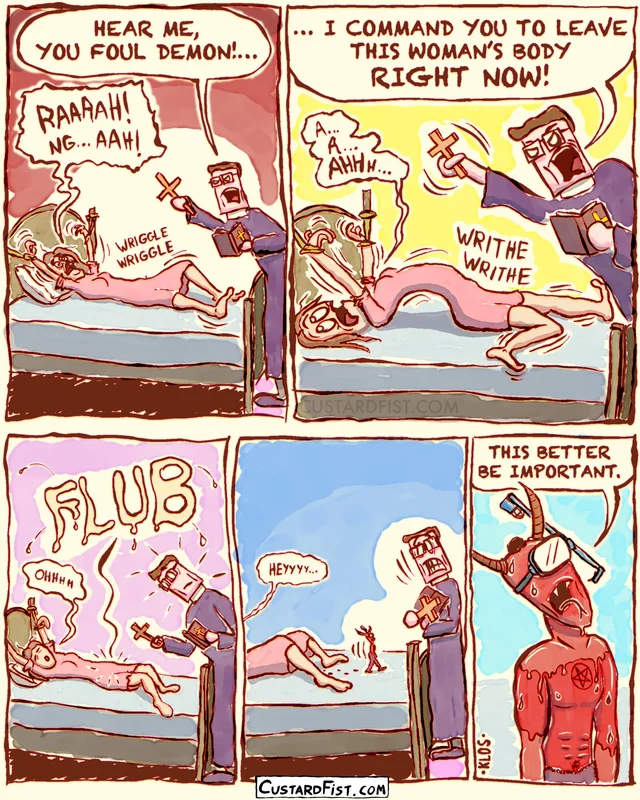 HEAR ME,
YOU FOUL DEMON!...
RAAAAH!
NG... AAH!
WRIGGLE
WRIGGLE
... I COMMAND YOU TO LEAVE
THIS WOMAN'S BODY
RIGHT NOW!
A...
A...
AHHH...
WRITHE
WRITHE
CUSTARDFIST.COM
FLUB
OHHHH
HEYYYY...
THIS BETTER
BE IMPORTANT.
•KLOS•
CUSTARDFIST.COM